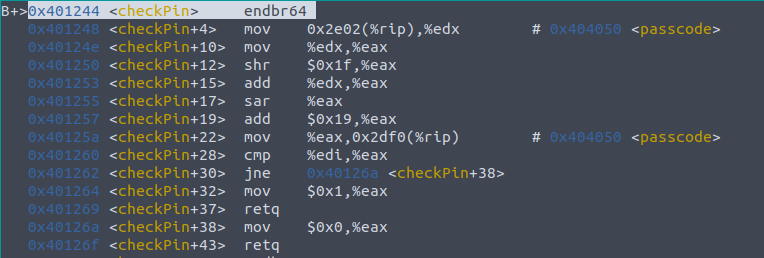 B+>0x401244 <checkPin>       endbr64
0x401248 <checkPin+4>     mov    0x2e02(%rip),%edx        # 0x404050 <passcode>
0x40124e <checkPin+10>    mov    %edx,%eax
0x401250 <checkPin+12>    shr    $0x1f,%eax
0x401253 <checkPin+15>    add    %edx,%eax
0x401255 <checkPin+17>    sar    %eax
0x401257 <checkPin+19>    add    $0x19,%eax
0x40125a <checkPin+22>    mov    %eax,0x2df0(%rip)        # 0x404050 <passcode>
0x401260 <checkPin+28>    cmp    %edi,%eax
0x401262 <checkPin+30>    jne    0x40126a <checkPin+38>
0x401264 <checkPin+32>    mov    $0x1,%eax
0x401269 <checkPin+37>    retq
0x40126a <checkPin+38>    mov    $0x0,%eax
0x40126f <checkPin+43>    retq